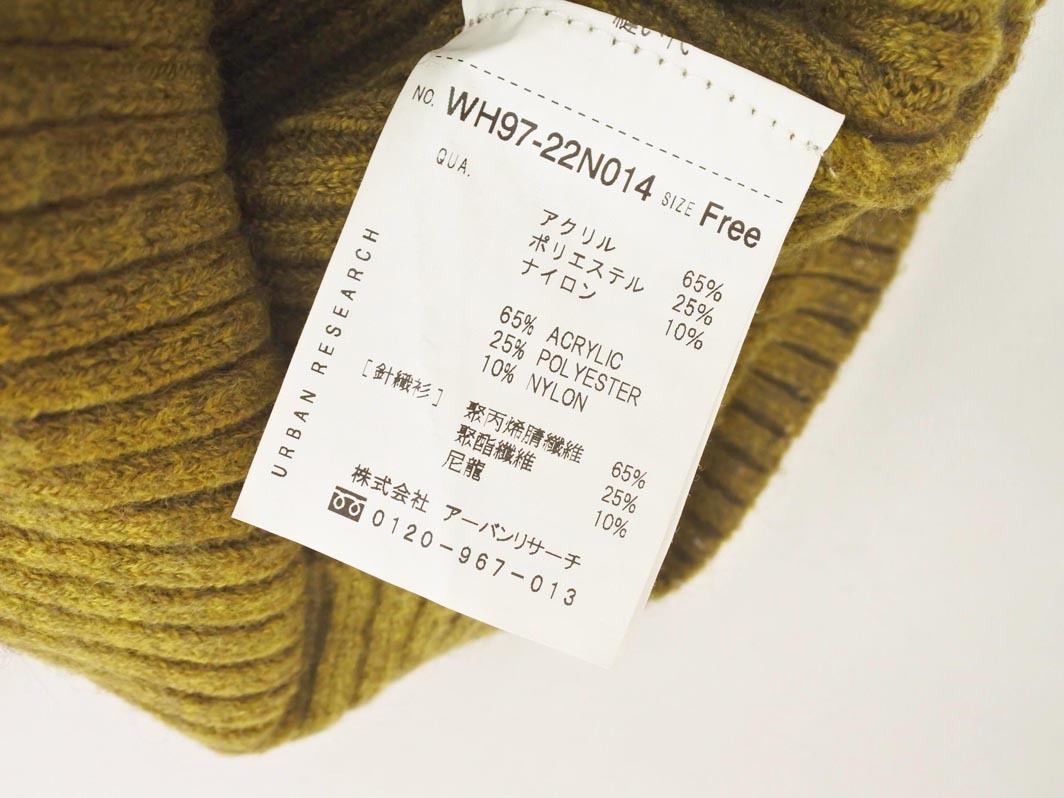 NO. WH97-22N014 SIZE Free
QUA.
アクリル 65%
ポリエステル 25%
ナイロン 10%
65% ACRYLIC
25% POLYESTER
10% NYLON
[針織衫]
聚丙烯腈纖維 65%
聚酯纖維 25%
尼龍 10%
株式会社 アーバンリサーチ
0120-967-013
URBAN RESEARCH